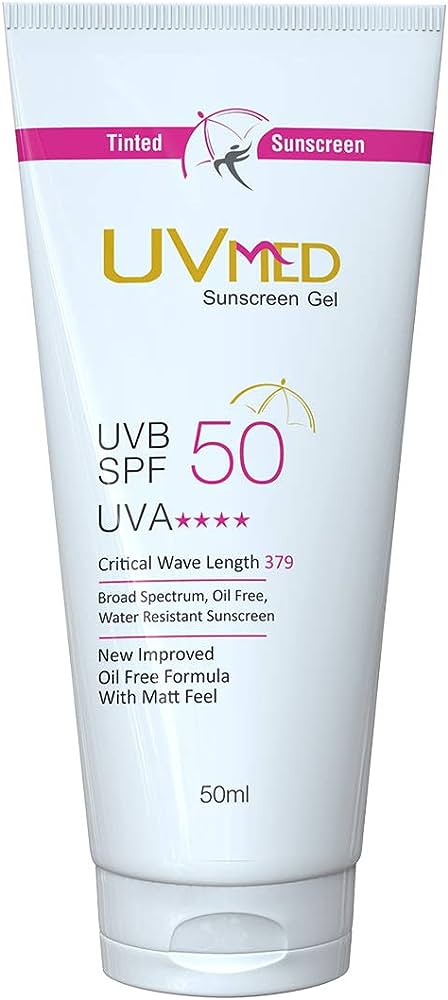 Tinted Sunscreen
UVMED
Sunscreen Gel
UVB
SPF 50
UVA★★★★
Critical Wave Length 379
Broad Spectrum, Oil Free,
Water Resistant Sunscreen
New Improved
Oil Free Formula
With Matt Feel
50ml